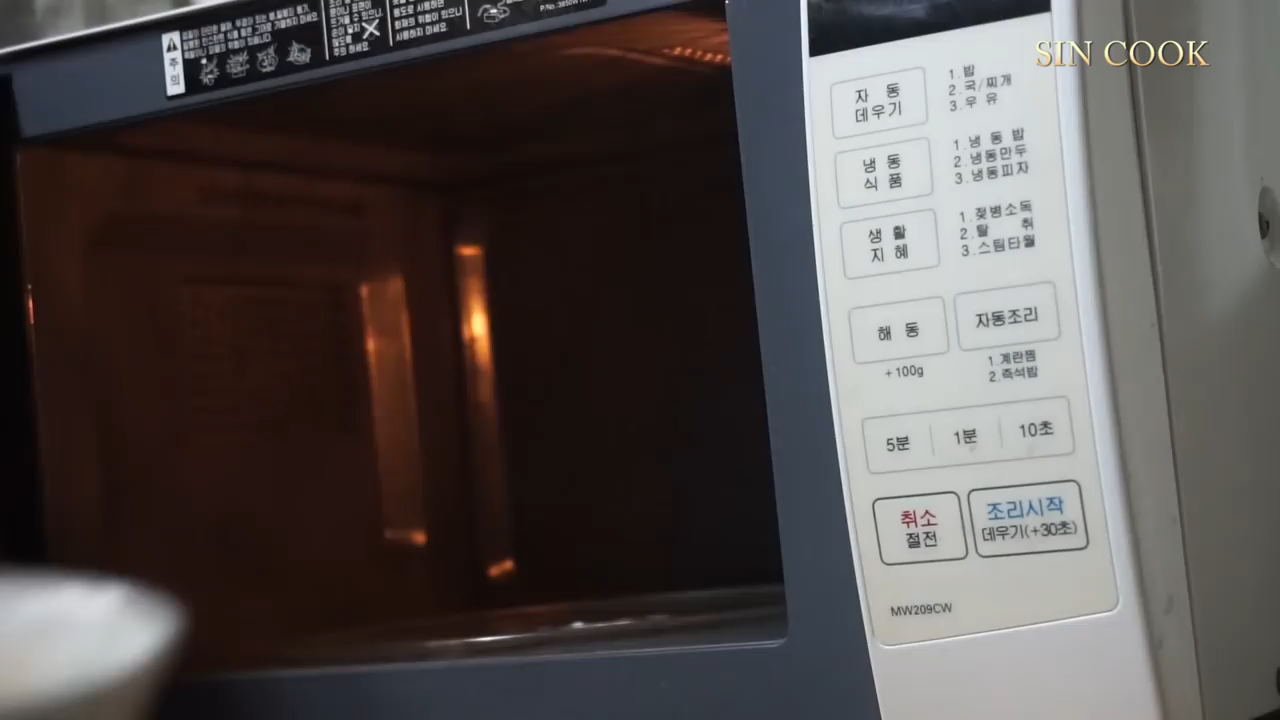 SIN COOK
주의
자 동
데우기
1.밥
2.국/찌개
3.우 유
냉 동
식 품
1.냉 동 밥
2.냉동만두
3.냉동피자
생 활
지 혜
1.젖병소독
2.탈 취
3.스팀타월
해 동
+100g
자동조리
1.계란찜
2.즉석밥
5분 1분 10초
취소
절전
조리시작
데우기(+30초)
MW209CW